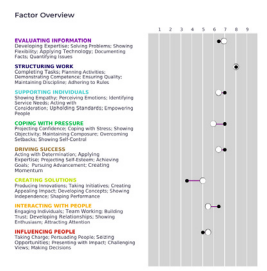 Factor Overview
1 2 3 4 5 6 7 8 9
EVALUATING INFORMATION
Developing Expertise; Solving Problems; Showing
Flexibility; Applying Technology; Documenting
Facts; Questioning Issues
STRUCTURING WORK
Completing Tasks; Planning Activities;
Demonstrating Competence; Ensuring Quality;
Maintaining Discipline; Adhering to Rules
SUPPORTING INDIVIDUALS
Showing Empathy; Perceiving Emotions; Identifying
Service Needs; Acting with
Consideration; Upholding Standards; Empowering
People
COPING WITH PRESSURE
Projecting Confidence; Coping with Stress; Showing
Objectivity; Maintaining Composure; Overcoming
Setbacks; Showing Self-Control
DRIVING SUCCESS
Acting with Determination; Applying
Expertise; Projecting Self-Esteem; Achieving
Goals; Pursuing Advancement; Creating
Momentum
CREATING SOLUTIONS
Producing Innovations; Taking Initiatives; Creating
Appealing Impact; Developing Concepts; Showing
Independence; Shaping Performance
INTERACTING WITH PEOPLE
Engaging Individuals; Team Working; Building
Trust; Developing Relationships; Showing
Enthusiasm; Attracting Attention
INFLUENCING PEOPLE
Taking Charge; Persuading People; Seizing
Opportunities; Presenting with Impact; Challenging
Views; Making Decisions